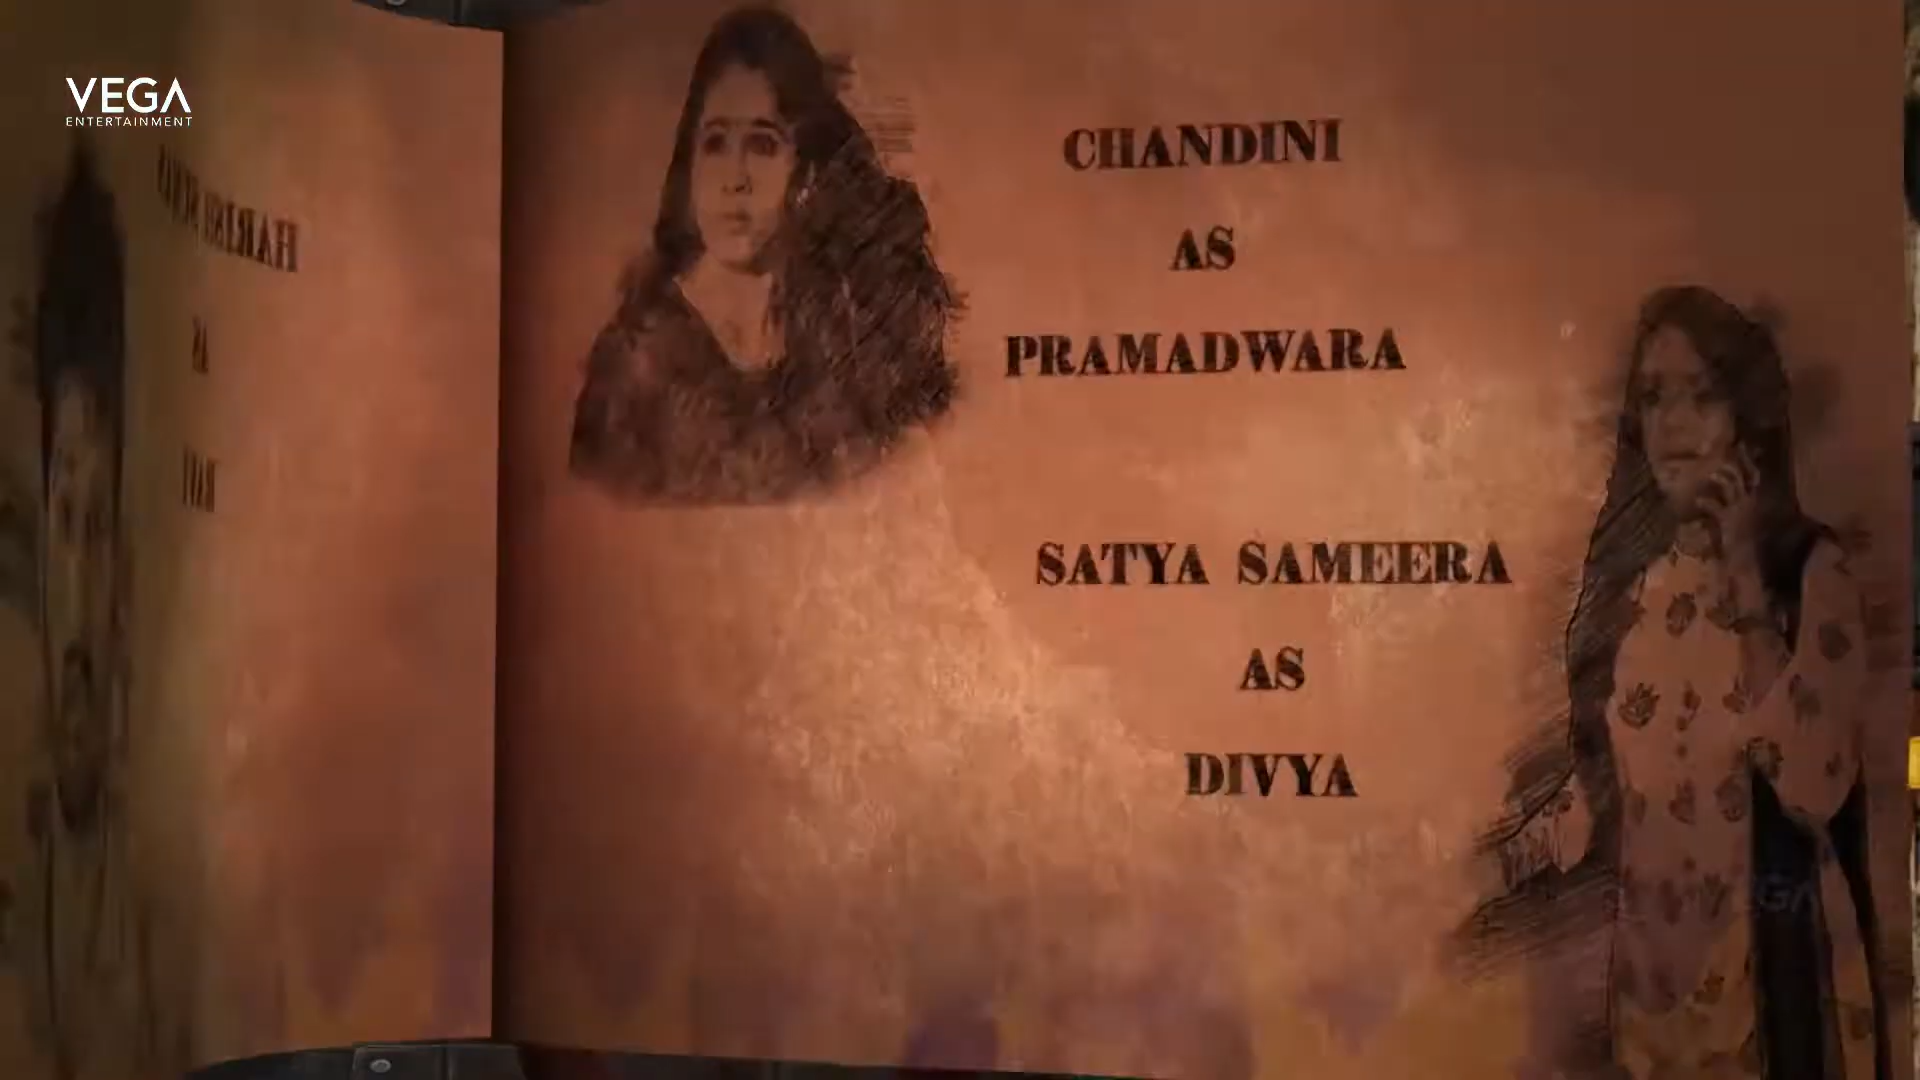 VEGA
ENTERTAINMENT
CHANDINI
AS
PRAMADWARA
SATYA SAMEERA
AS
DIVYA